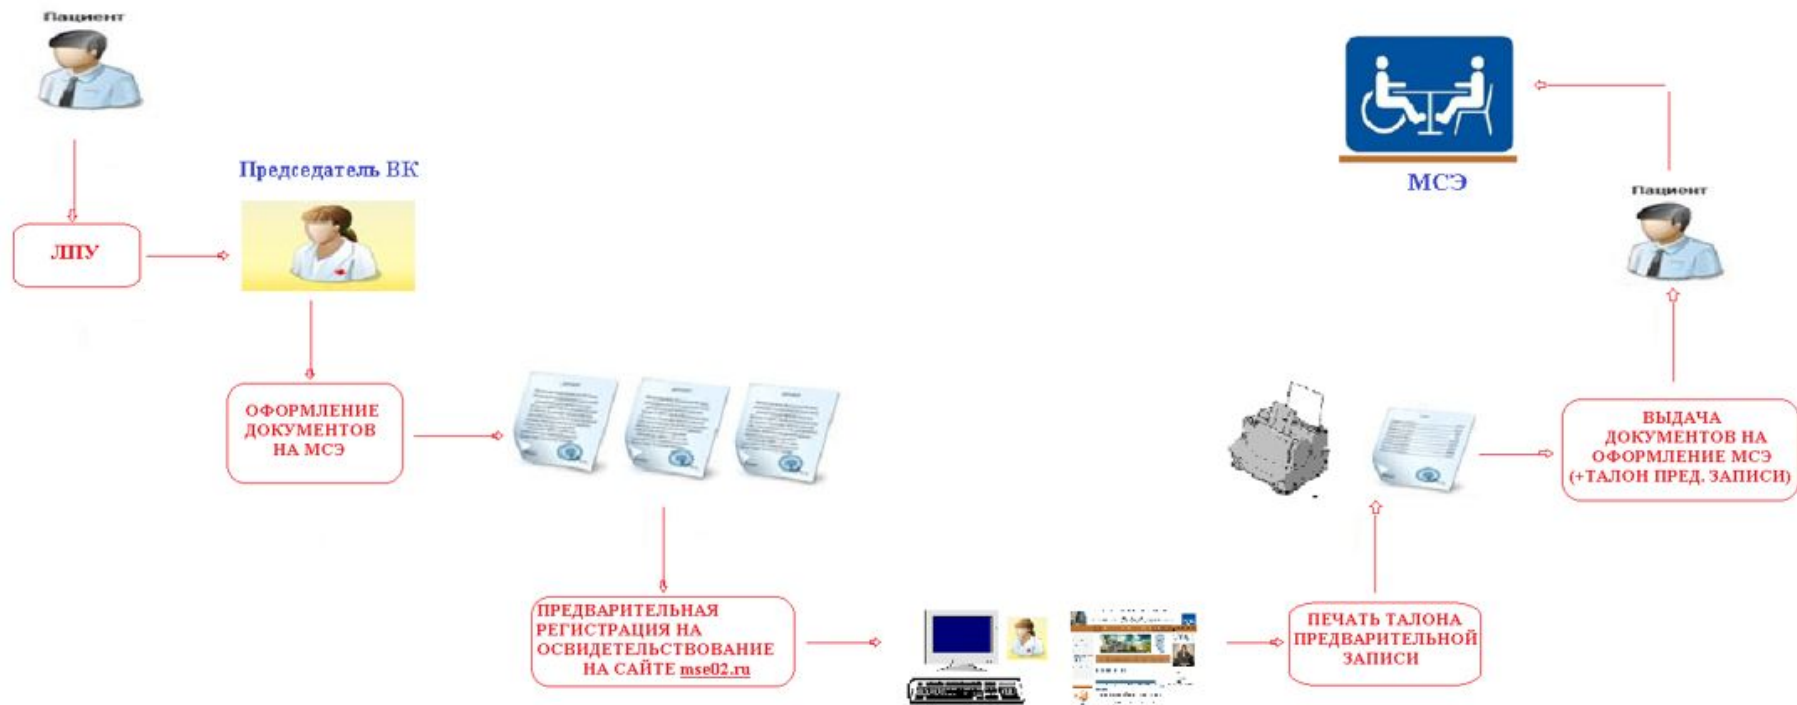 Пациент
Председатель ВК
ЛПУ
ОФОРМЛЕНИЕ
ДОКУМЕНТОВ
НА МСЭ
ПРЕДВАРИТЕЛЬНАЯ
РЕГИСТРАЦИЯ НА
ОСВИДЕТЕЛЬСТВОВАНИЕ
НА САЙТЕ mse02.ru
ПЕЧАТЬ ТАЛОНА
ПРЕДВАРИТЕЛЬНОЙ
ЗАПИСИ
ВЫДАЧА
ДОКУМЕНТОВ НА
ОФОРМЛЕНИЕ МСЭ
(+ТАЛОН ПРЕД. ЗАПИСИ)
Пациент
МСЭ